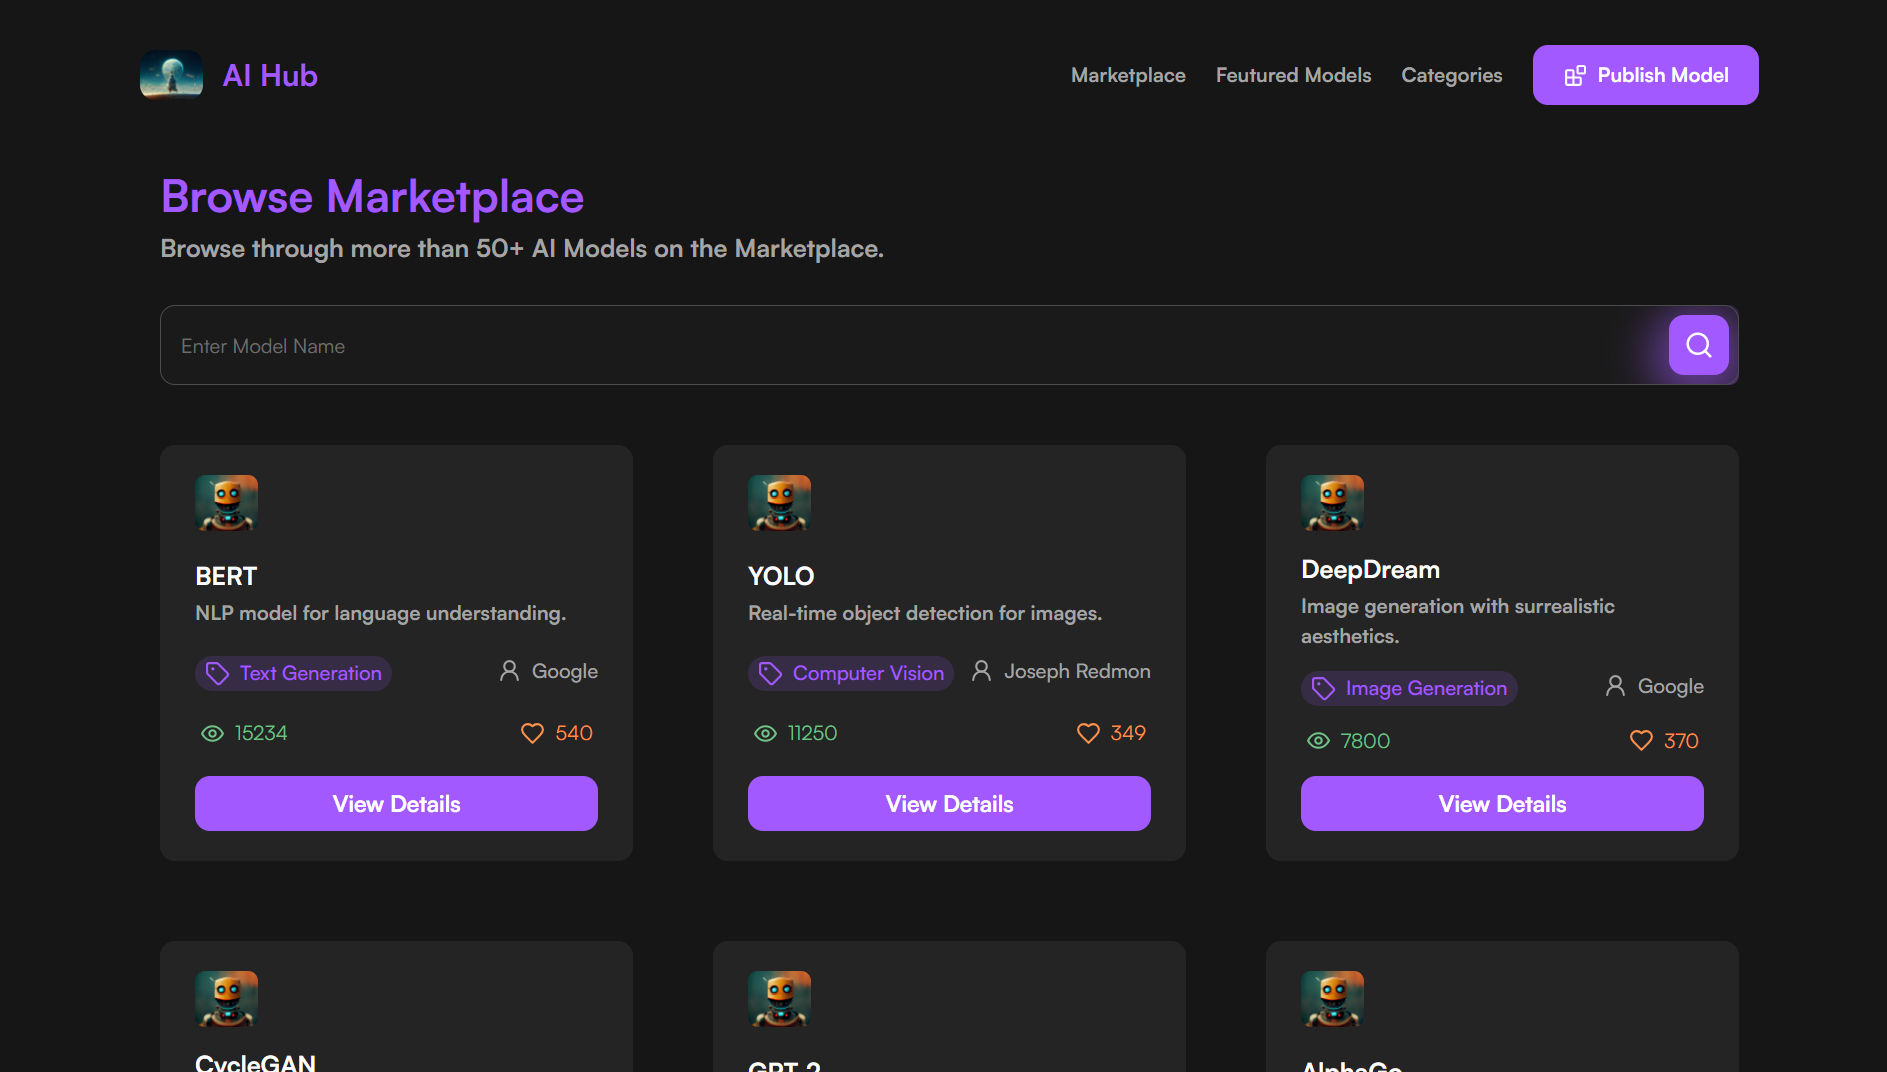 AI Hub
Marketplace
Feutured Models
Categories
Publish Model
Browse Marketplace
Browse through more than 50+ AI Models on the Marketplace.
Enter Model Name
BERT
NLP model for language understanding.
Text Generation
Google
15234
540
View Details
YOLO
Real-time object detection for images.
Computer Vision
Joseph Redmon
11250
349
View Details
DeepDream
Image generation with surrealistic
aesthetics.
Image Generation
Google
7800
370
View Details
CycleGAN
GPT-2
AlphaGo